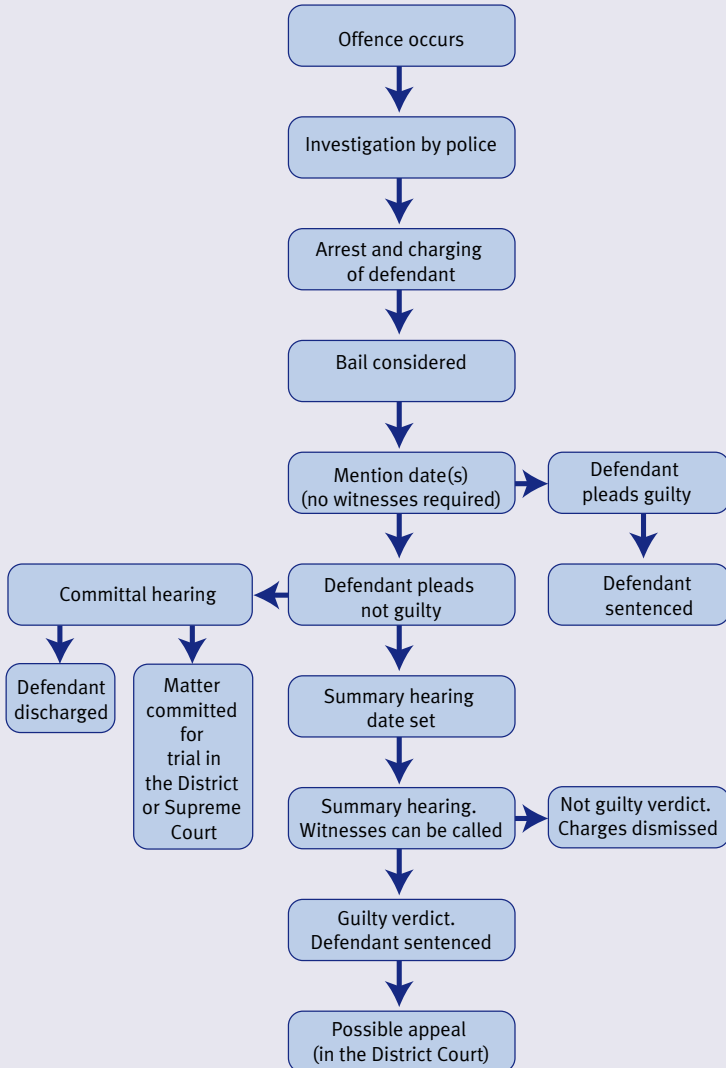 Offence occurs
Investigation by police
Arrest and charging
of defendant
Bail considered
Mention date(s)
(no witnesses required)
Defendant
pleads guilty
Committal hearing
Defendant pleads
not guilty
Defendant
sentenced
Defendant
discharged
Matter
committed
for
trial in
the District
or Supreme
Court
Summary hearing
date set
Summary hearing.
Witnesses can be called
Not guilty verdict.
Charges dismissed
Guilty verdict.
Defendant sentenced
Possible appeal
(in the District Court)